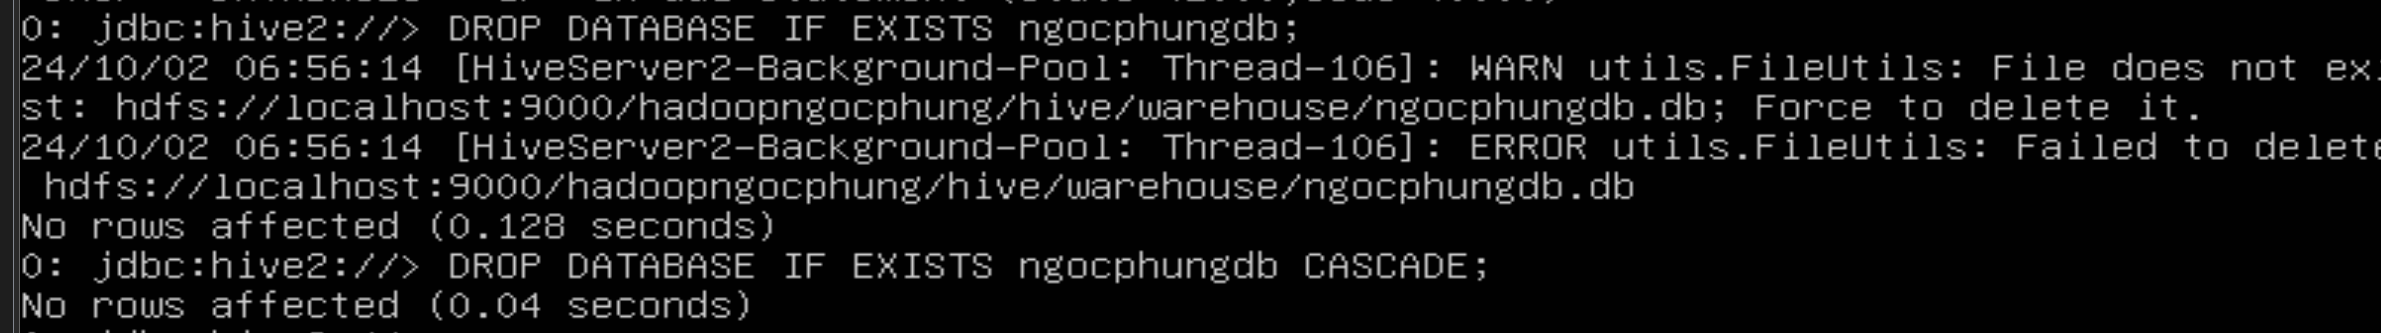 0: jdbc:hive2://> DROP DATABASE IF EXISTS ngocphungdb;
24/10/02 06:56:14 [HiveServer2-Background-Pool: Thread-106]: WARN utils.FileUtils: File does not exi
st: hdfs://localhost:9000/hadoopngocphung/hive/warehouse/ngocphungdb.db; Force to delete it.
24/10/02 06:56:14 [HiveServer2-Background-Pool: Thread-106]: ERROR utils.FileUtils: Failed to delete
hdfs://localhost:9000/hadoopngocphung/hive/warehouse/ngocphungdb.db
No rows affected (0.128 seconds)
0: jdbc:hive2://> DROP DATABASE IF EXISTS ngocphungdb CASCADE;
No rows affected (0.04 seconds)